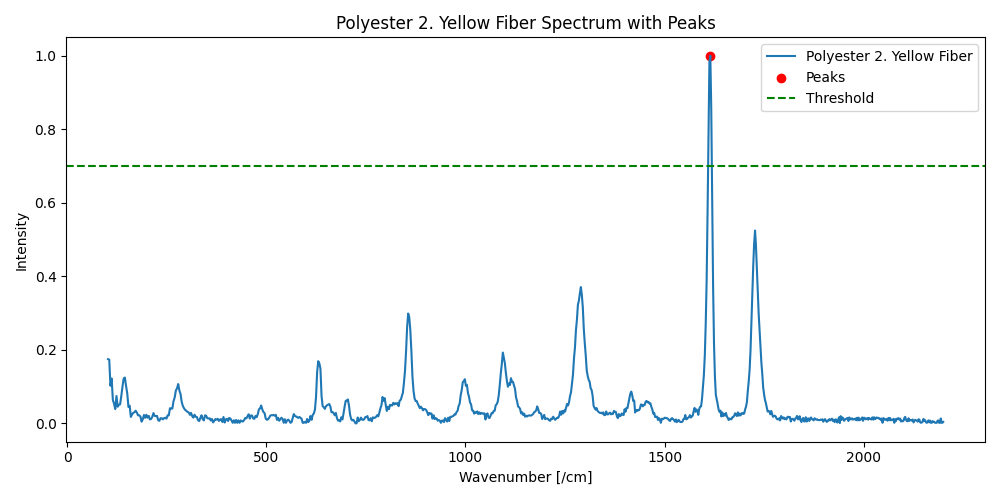 Polyester 2. Yellow Fiber Spectrum with Peaks
Polyester 2. Yellow Fiber
Peaks
Threshold
Intensity
1.0
0.8
0.6
0.4
0.2
0.0
0
500
1000
1500
2000
Wavenumber [/cm]